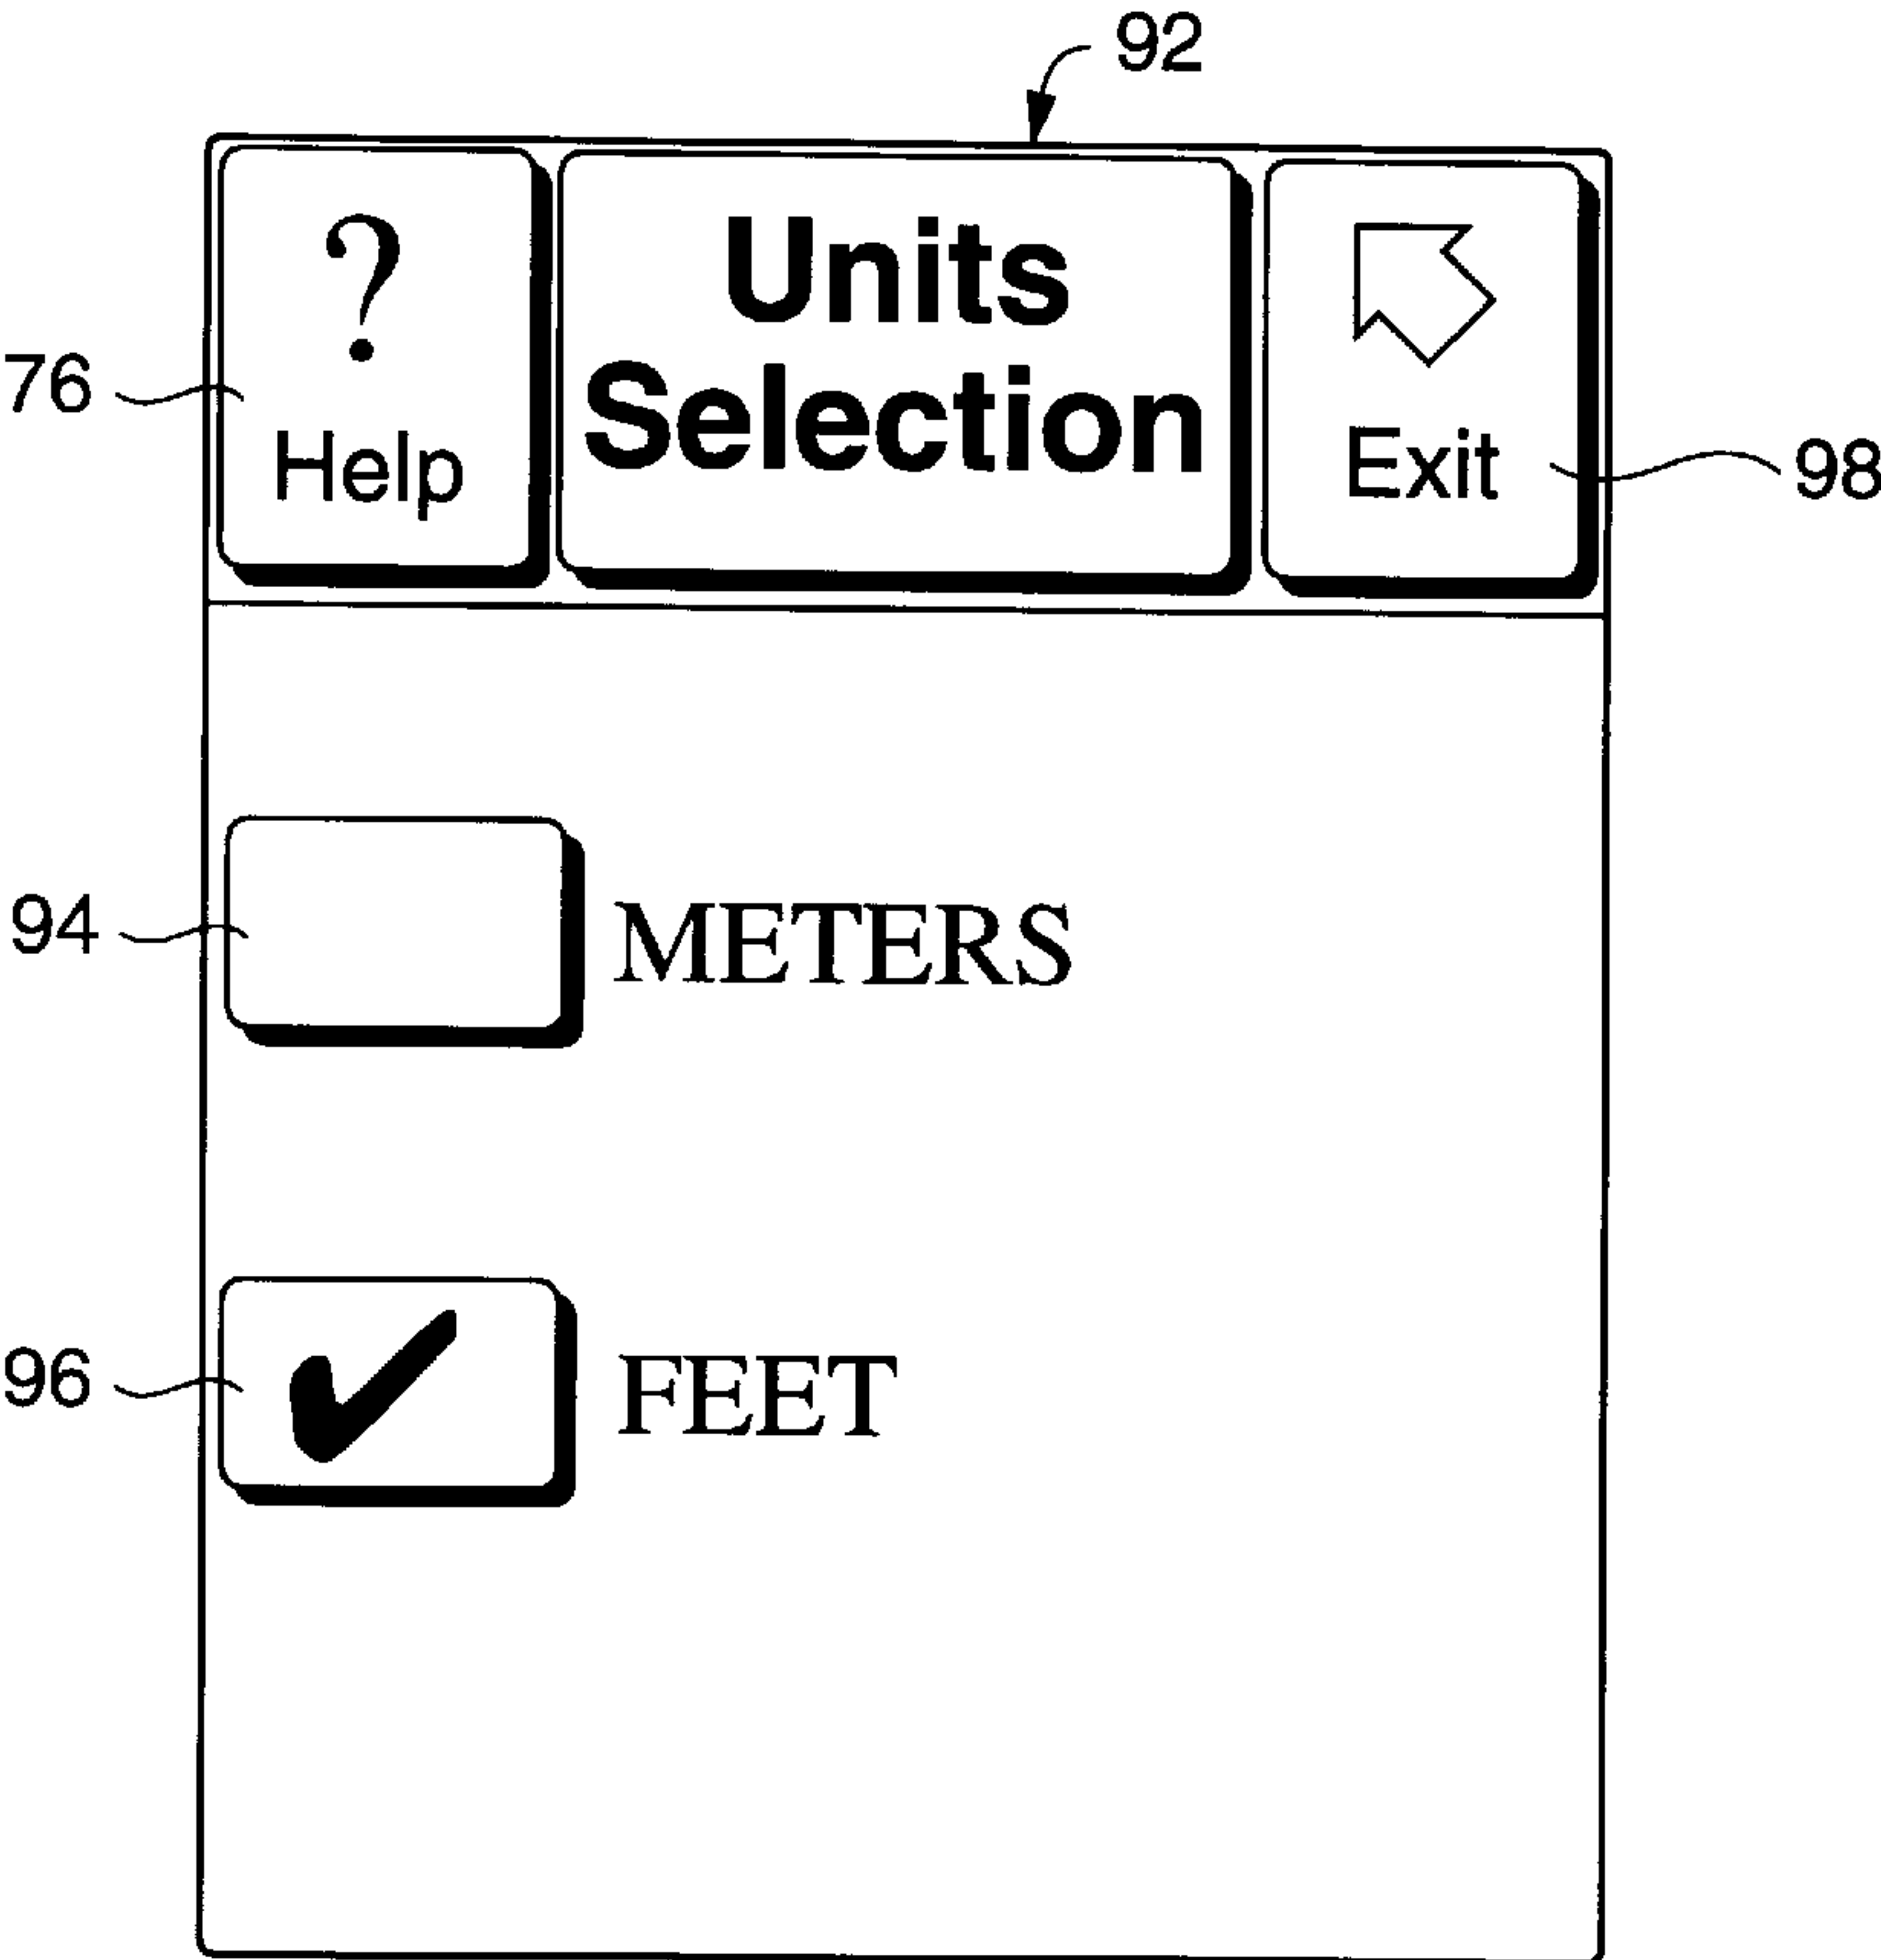 92
?
Units
Selection
76
Help
Exit
98
94
METERS
96
FEET